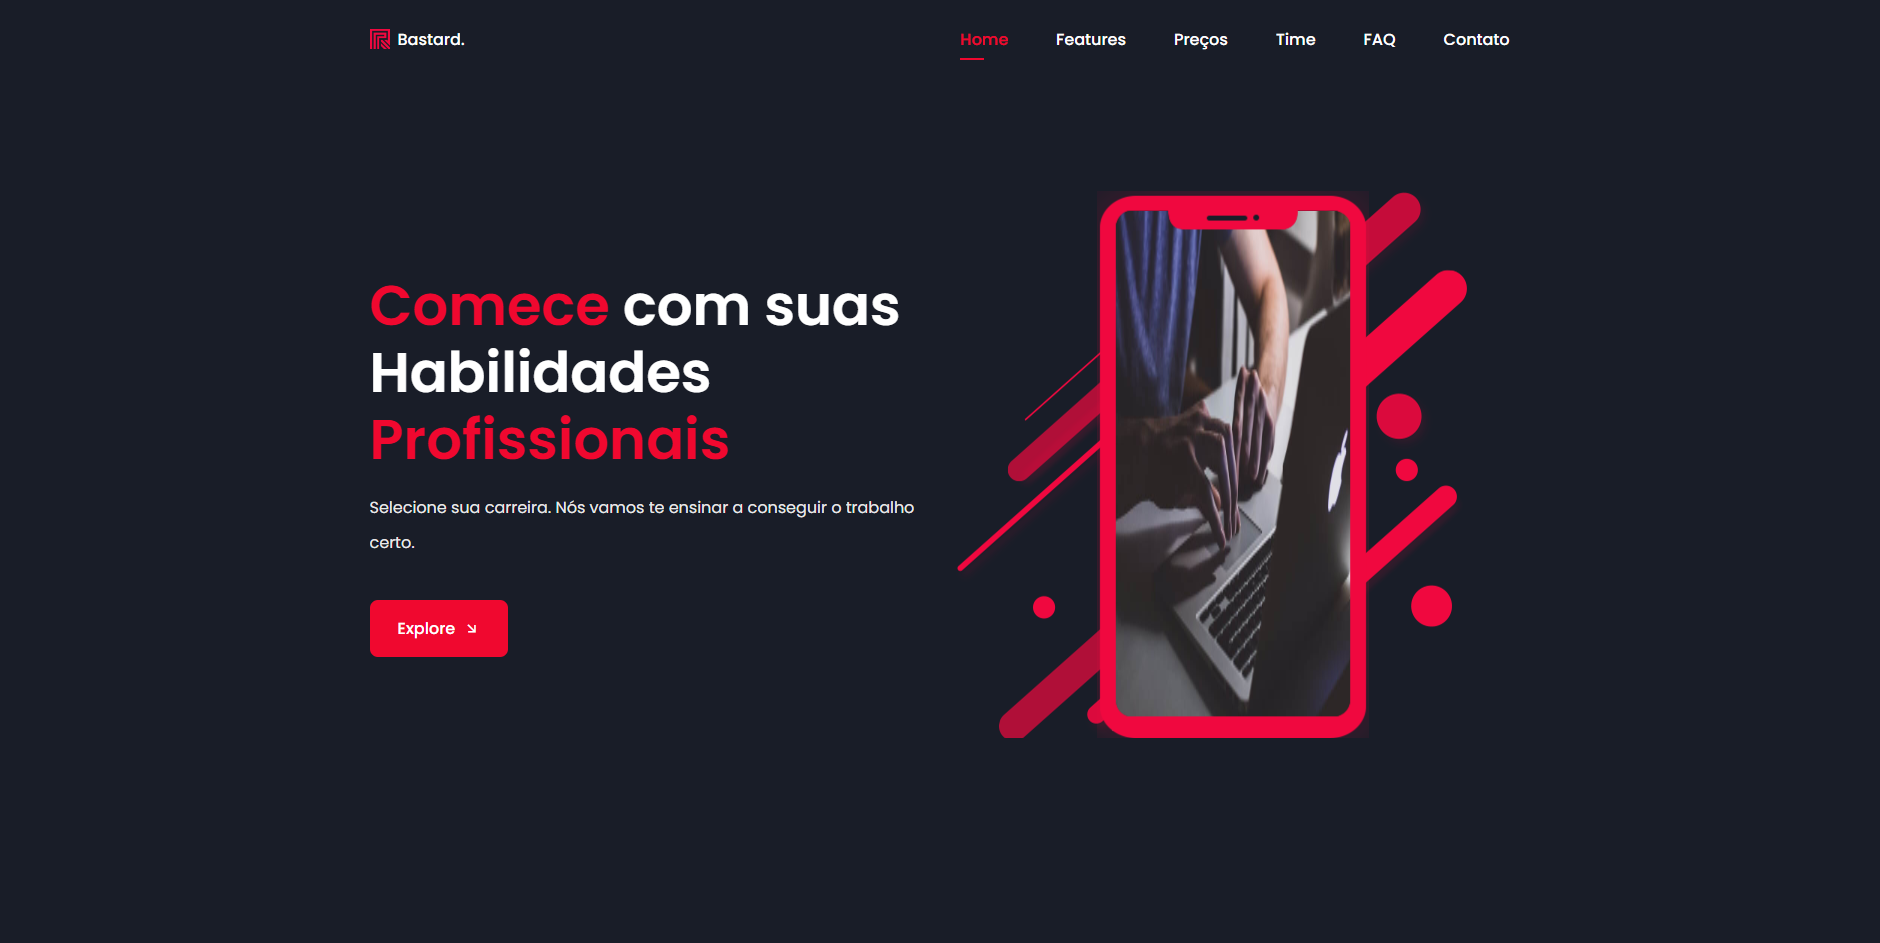 Bastard.
Home Features Preços Time FAQ Contato
Comece com suas
Habilidades
Profissionais
Selecione sua carreira. Nós vamos te ensinar a conseguir o trabalho
certo.
Explore